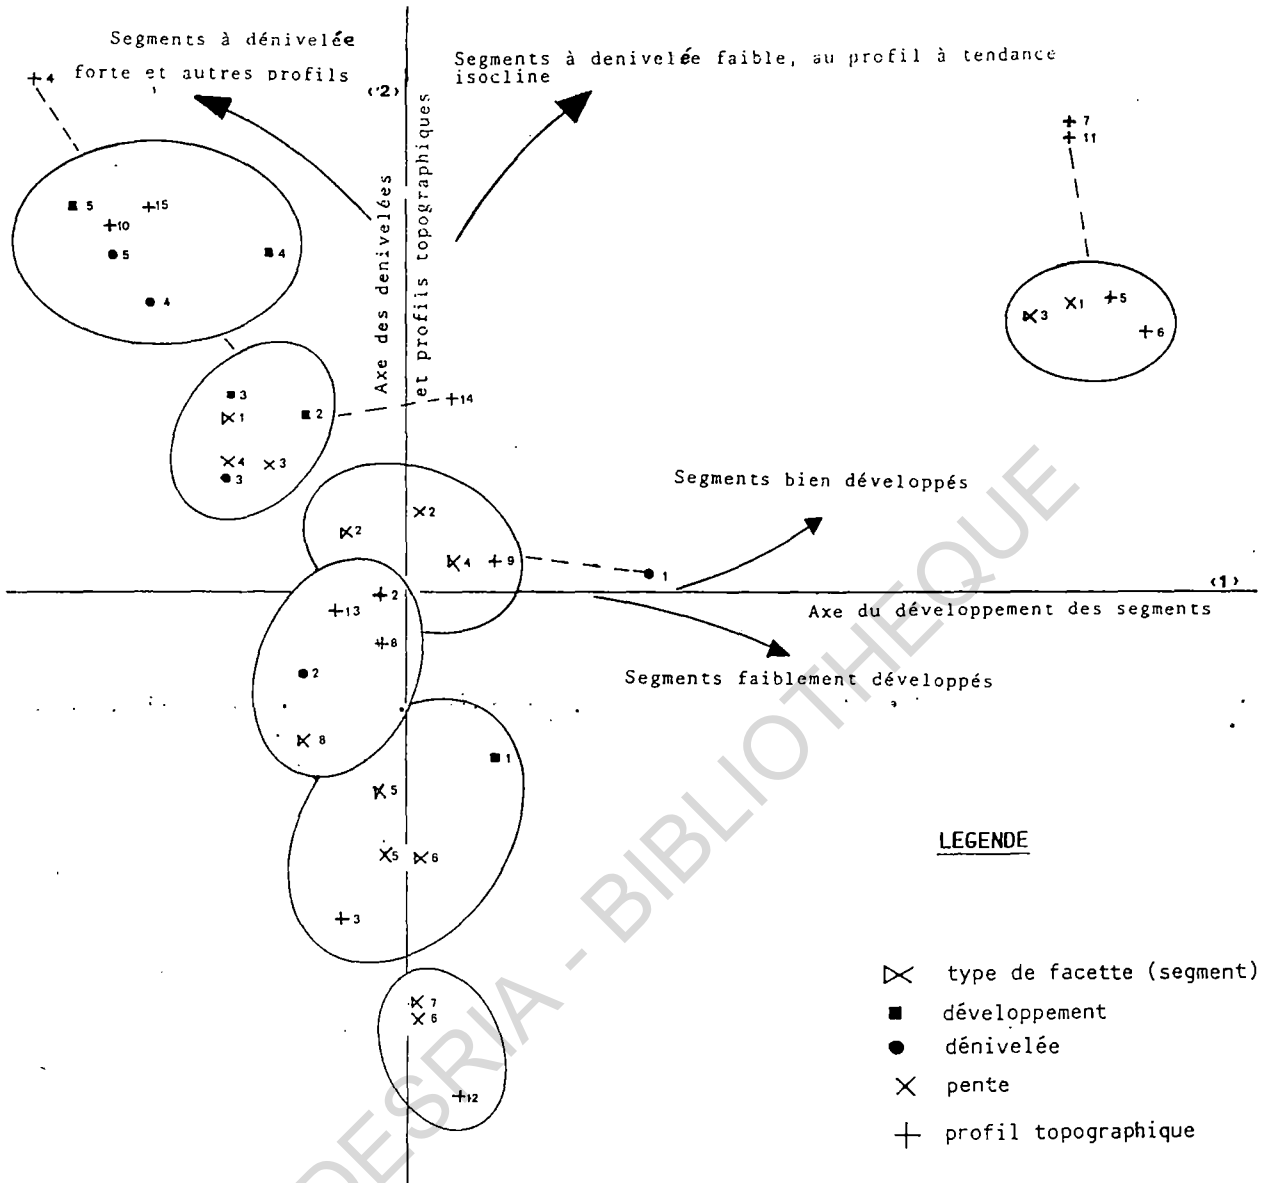 Segments à dénivelée
forte et autres profils
Segments à denivelée faible, au profil à tendance
isocline
(2)
Axe des denivelées
et profils topographiques
4
7
11
5
15
10
5
4
4
3
1
5
6
3
1
2
4
3
3
14
Segments bien développés
2
2
4
9
1
(1)
Axe du développement des segments
2
13
8
2
Segments faiblement développés
8
1
5
5
6
3
7
6
12
LEGENDE
type de facette (segment)
développement
dénivelée
pente
profil topographique
DESRIA - BIBLIOTHEQUE